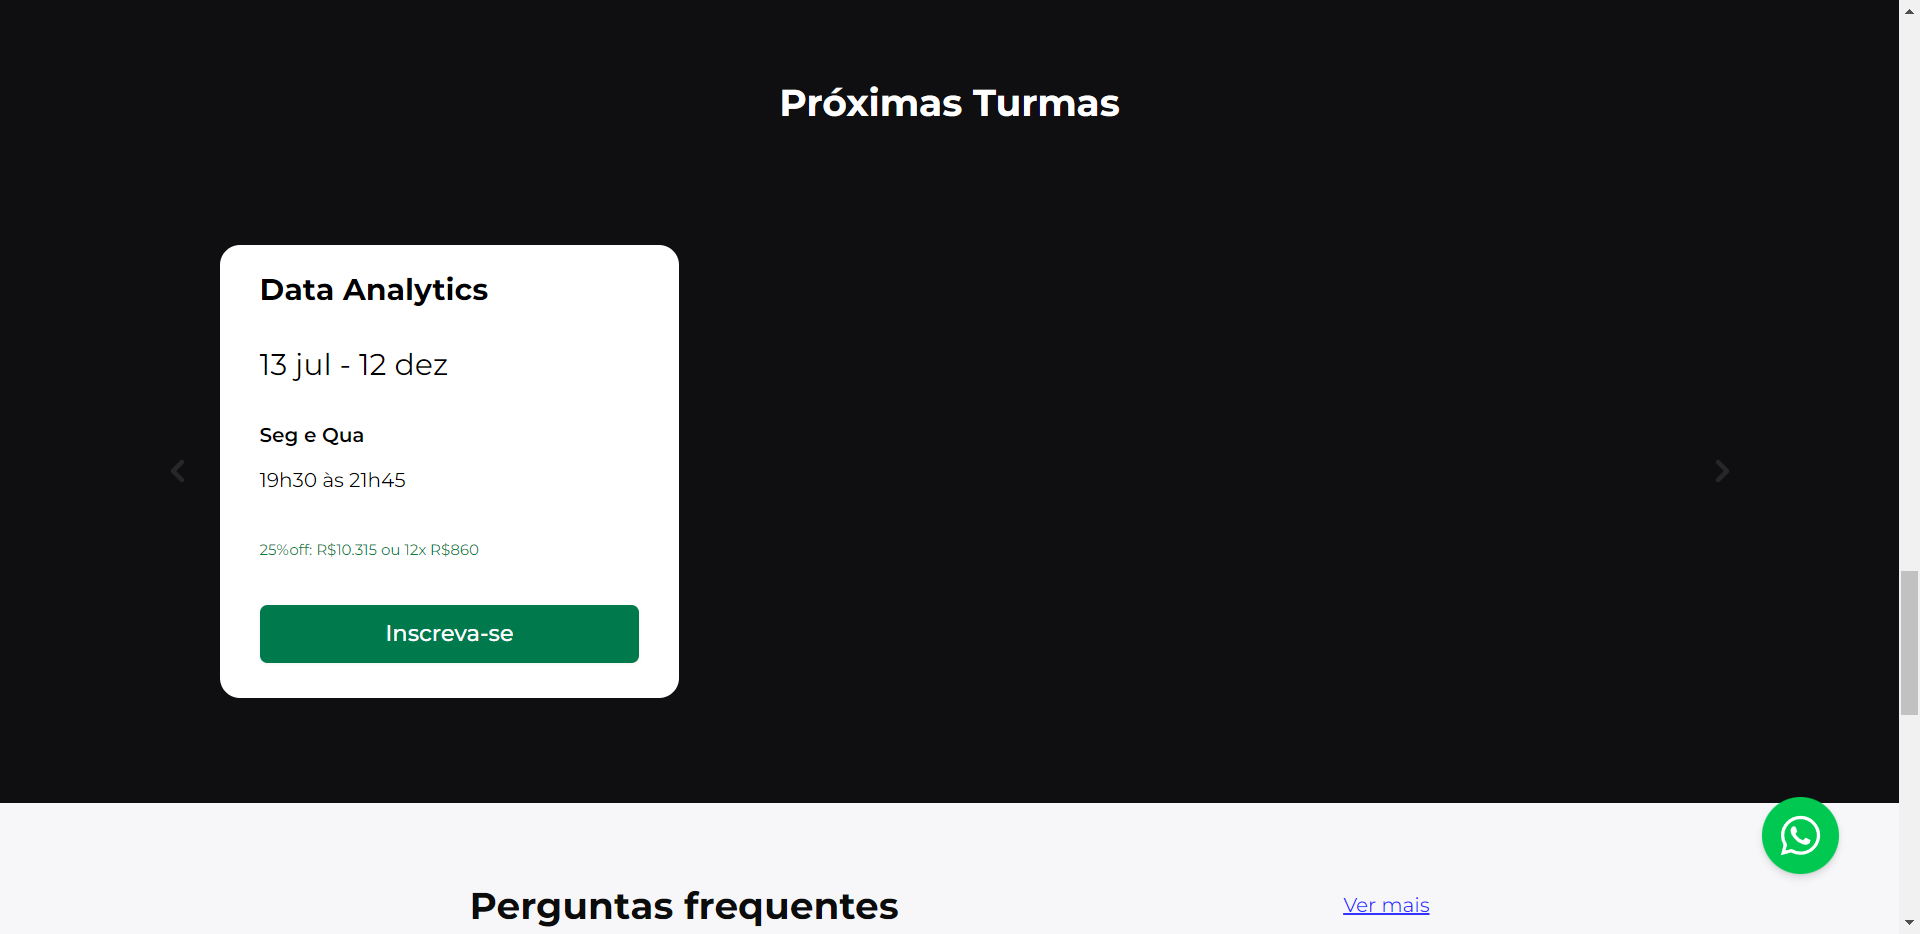 Próximas Turmas
Data Analytics
13 jul - 12 dez
Seg e Qua
19h30 às 21h45
25%off: R$10.315 ou 12x R$860
Inscreva-se
Perguntas frequentes
Ver mais